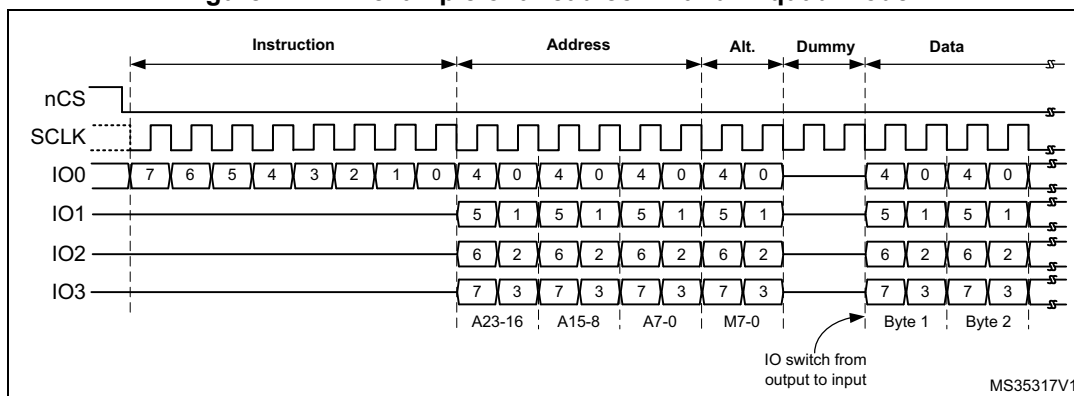 Instruction Address Alt. Dummy Data
nCS
SCLK
IO0 7 6 5 4 3 2 1 0 4 0 4 0 4 0 4 0 4 0 4 0
IO1 5 1 5 1 5 1 5 1 5 1 5 1
IO2 6 2 6 2 6 2 6 2 6 2 6 2
IO3 7 3 7 3 7 3 7 3 7 3 7 3
A23-16 A15-8 A7-0 M7-0 Byte 1 Byte 2
IO switch from
output to input
MS35317V1